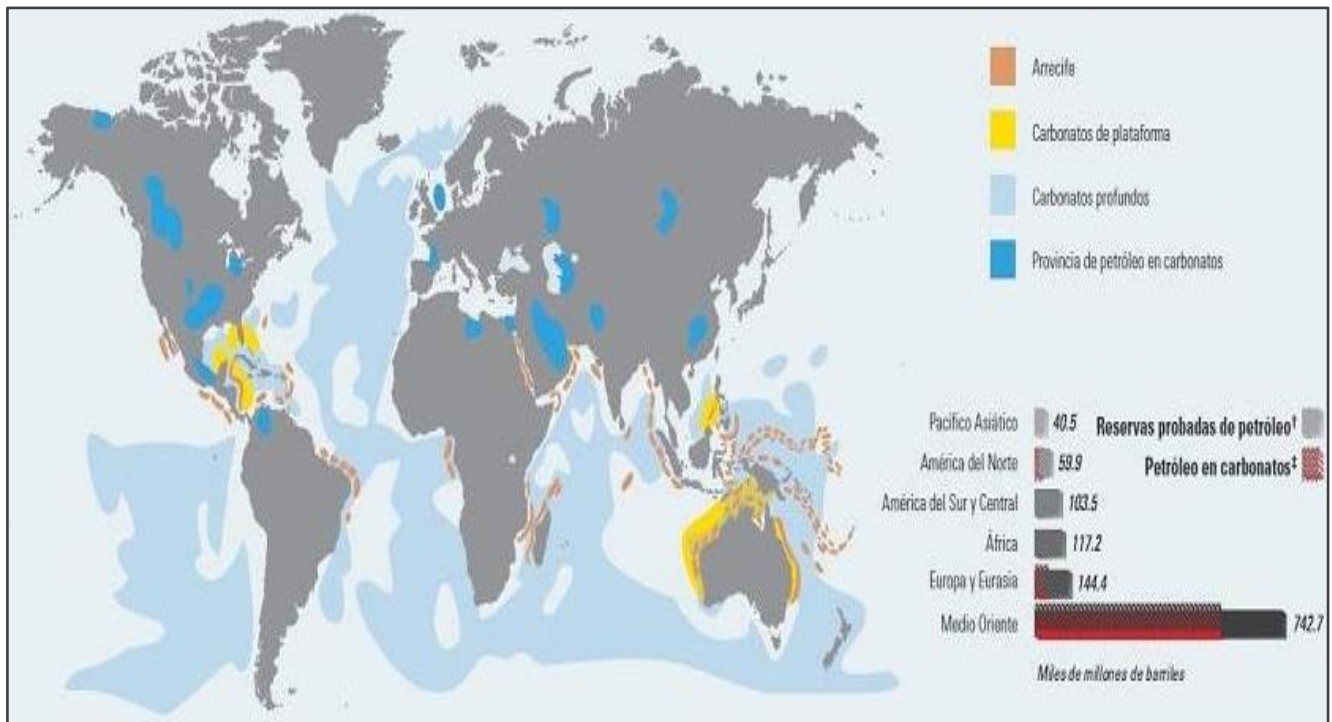 Arrecife
Carbonatos de plataforma
Carbonatos profundos
Provincia de petróleo en carbonatos
Pacífico Asiático 40.5 Reservas probadas de petróleo†
América del Norte 59.9 Petróleo en carbonatos‡
América del Sur y Central 103.5
África 117.2
Europa y Eurasia 144.4
Medio Oriente 742.7
Miles de millones de barriles